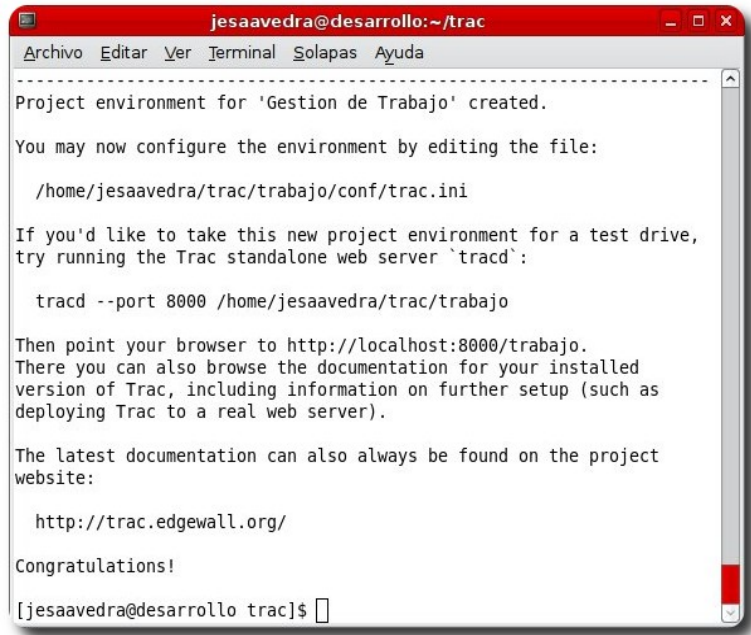 jesaavedra@desarrollo:~/trac
Archivo Editar Ver Terminal Solapas Ayuda
--------------------------------------------------------------------
Project environment for 'Gestion de Trabajo' created.
You may now configure the environment by editing the file:
/home/jesaavedra/trac/trabajo/conf/trac.ini
If you'd like to take this new project environment for a test drive,
try running the Trac standalone web server `tracd`:
tracd --port 8000 /home/jesaavedra/trac/trabajo
Then point your browser to http://localhost:8000/trabajo.
There you can also browse the documentation for your installed
version of Trac, including information on further setup (such as
deploying Trac to a real web server).
The latest documentation can also always be found on the project
website:
http://trac.edgewall.org/
Congratulations!
[jesaavedra@desarrollo trac]$